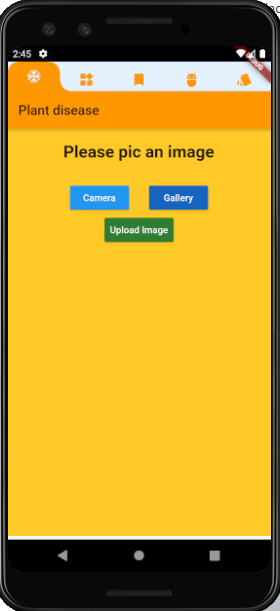 2:45
Plant disease
Please pic an image
Camera
Gallery
Upload Image